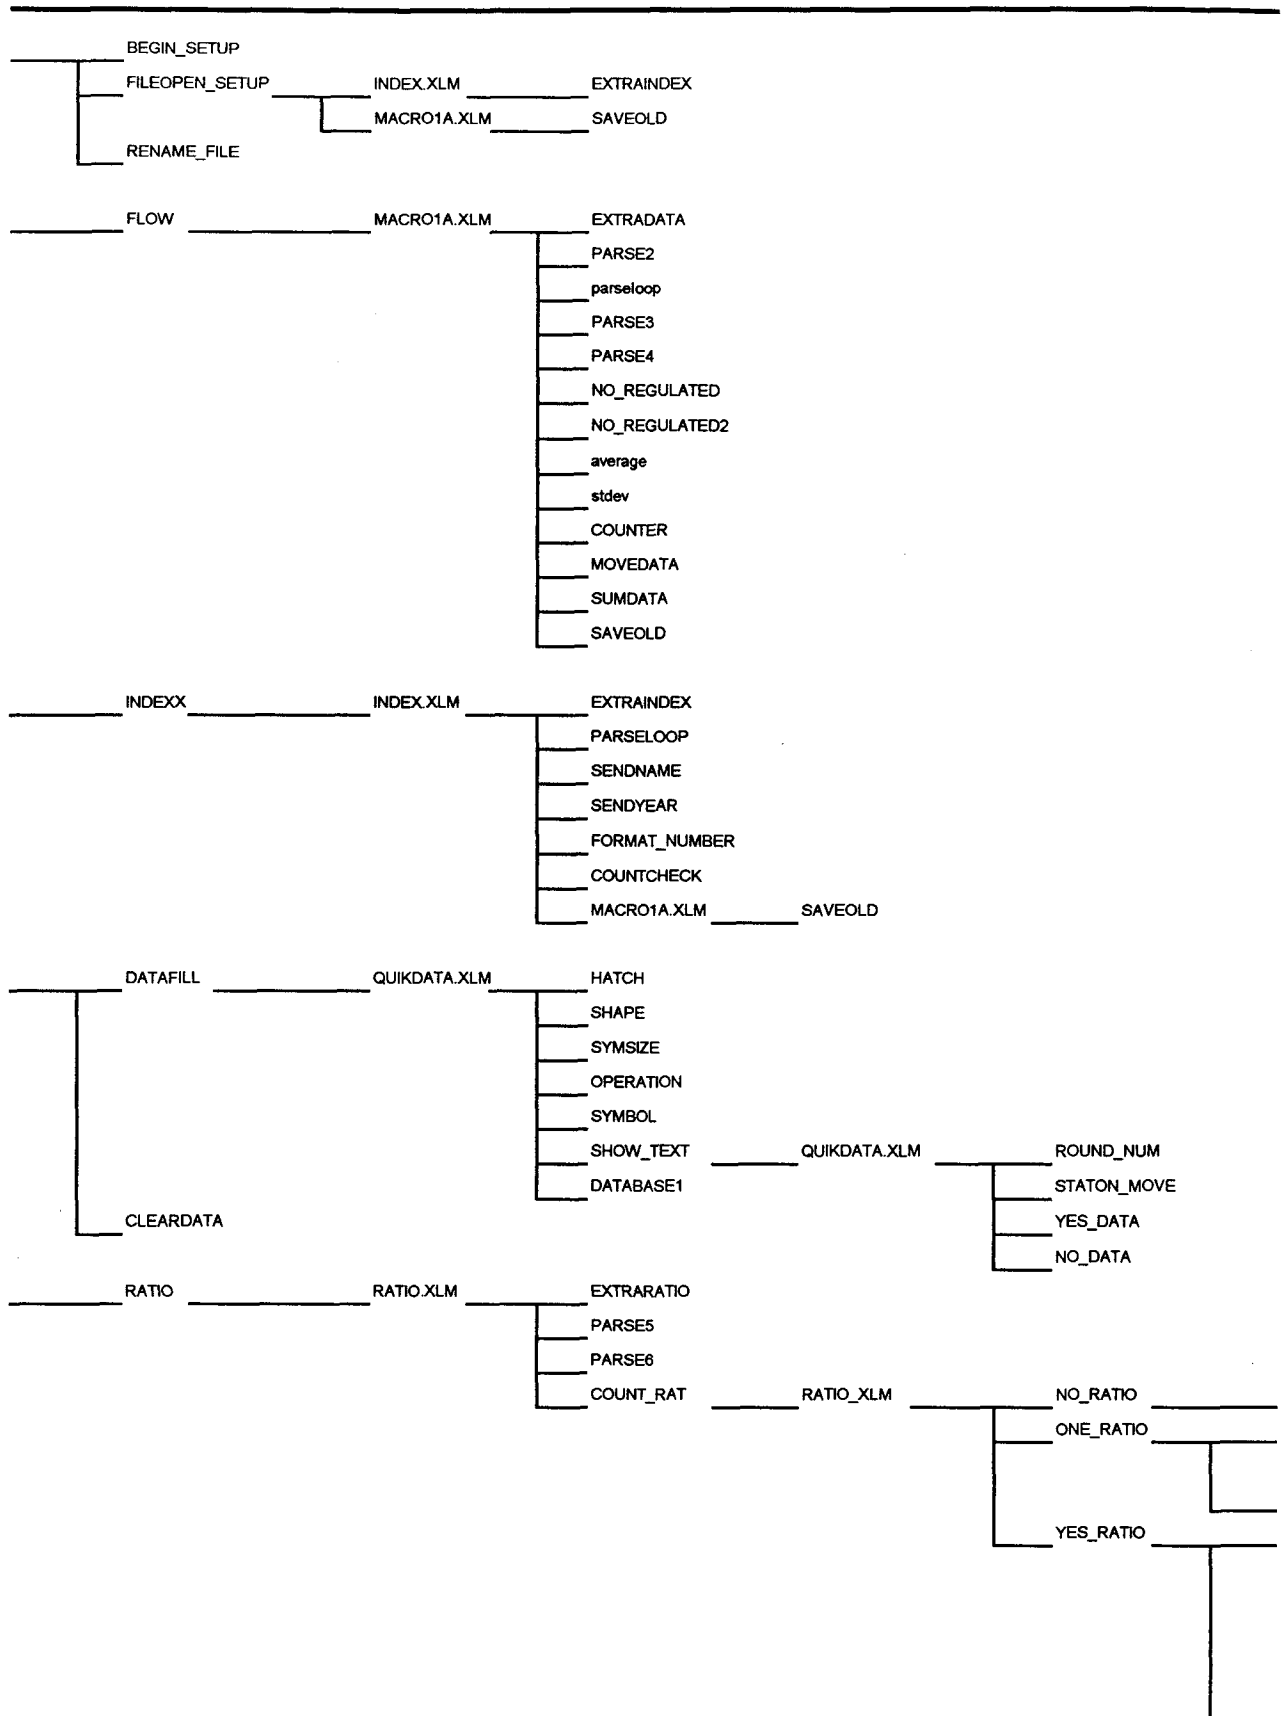 BEGIN_SETUP
FILEOPEN_SETUP INDEX.XLM EXTRAINDEX
MACRO1A.XLM SAVEOLD
RENAME_FILE
FLOW MACRO1A.XLM EXTRADATA
PARSE2
parseloop
PARSE3
PARSE4
NO_REGULATED
NO_REGULATED2
average
stdev
COUNTER
MOVEDATA
SUMDATA
SAVEOLD
INDEXX INDEX.XLM EXTRAINDEX
PARSELOOP
SENDNAME
SENDYEAR
FORMAT_NUMBER
COUNTCHECK
MACRO1A.XLM SAVEOLD
DATAFILL QUIKDATA.XLM HATCH
SHAPE
SYMSIZE
OPERATION
SYMBOL
SHOW_TEXT QUIKDATA.XLM ROUND_NUM
DATABASE1 STATON_MOVE
CLEARDATA YES_DATA
NO_DATA
RATIO RATIO.XLM EXTRARATIO
PARSE5
PARSE6
COUNT_RAT RATIO_XLM NO_RATIO
ONE_RATIO
YES_RATIO